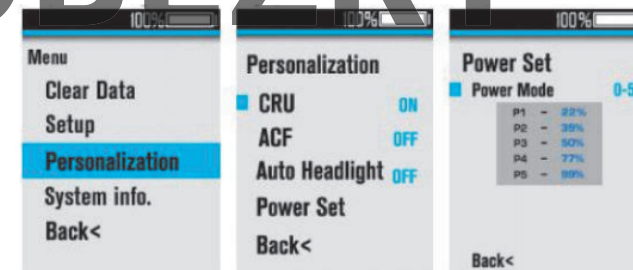 100%
Menu
Clear Data
Setup
Personalization
System info.
Back<
100%
Personalization
CRU ON
ACF OFF
Auto Headlight OFF
Power Set
Back<
100%
Power Set
Power Mode 0-5
P1 - 22%
P2 - 39%
P3 - 50%
P4 - 77%
P5 - 99%
Back<